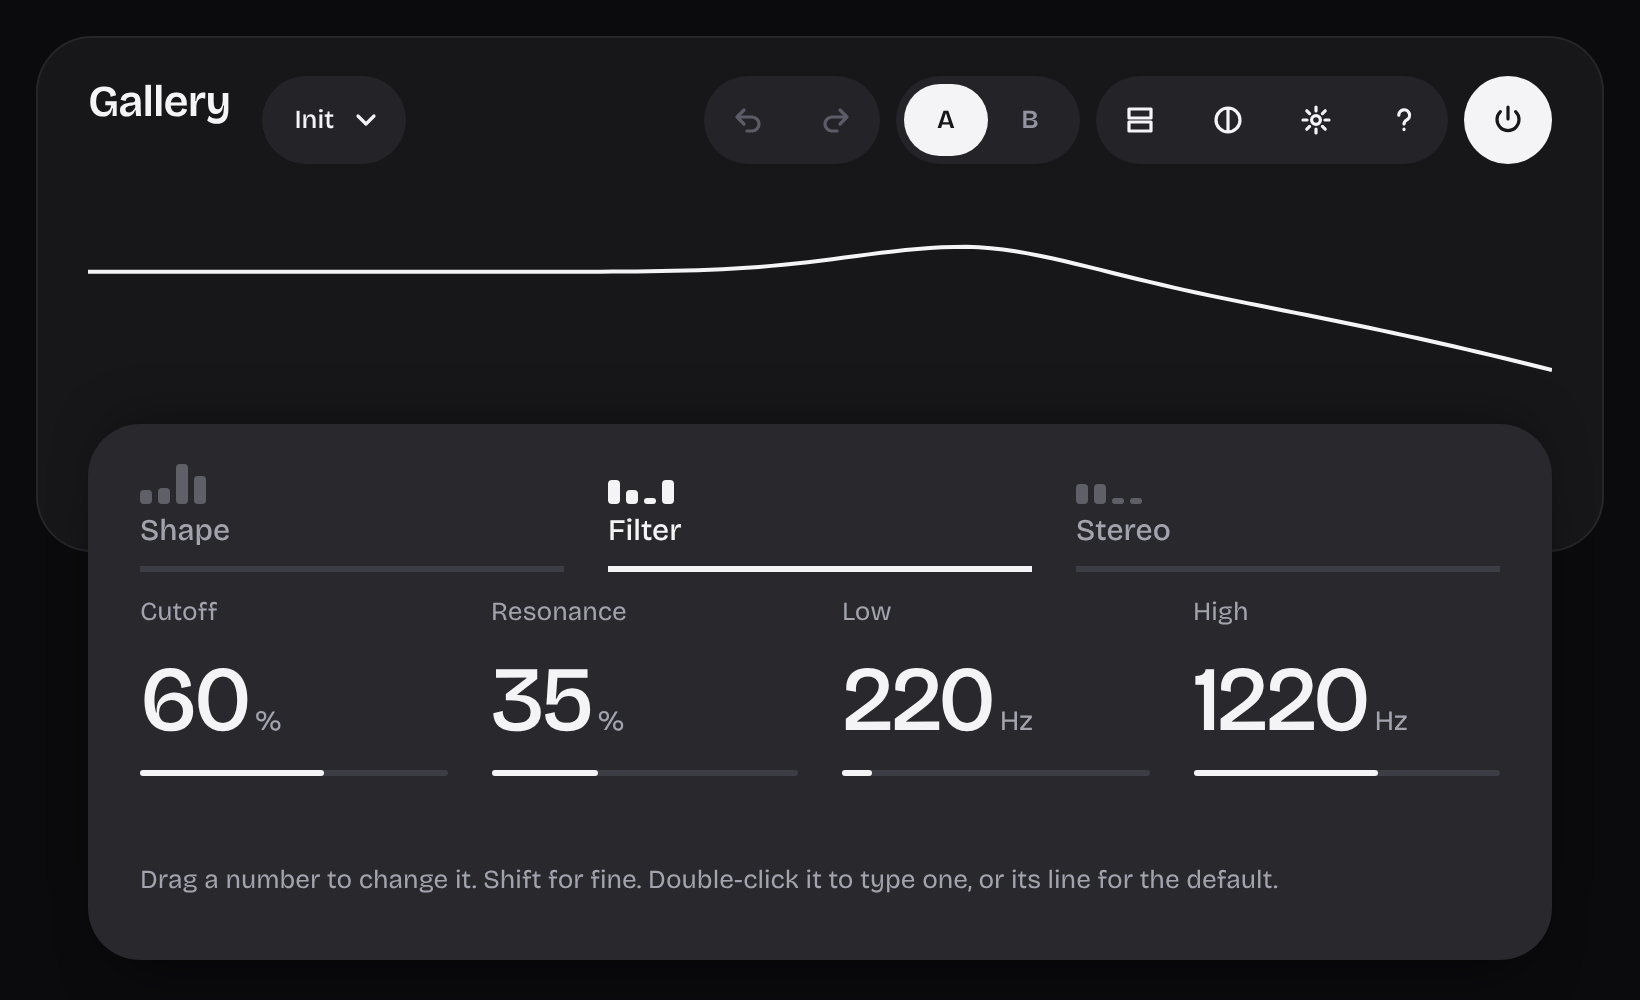 Gallery
Init
A
B
?
Shape
Filter
Stereo
Cutoff
Resonance
Low
High
60 %
35 %
220 Hz
1220 Hz
Drag a number to change it. Shift for fine. Double-click it to type one, or its line for the default.